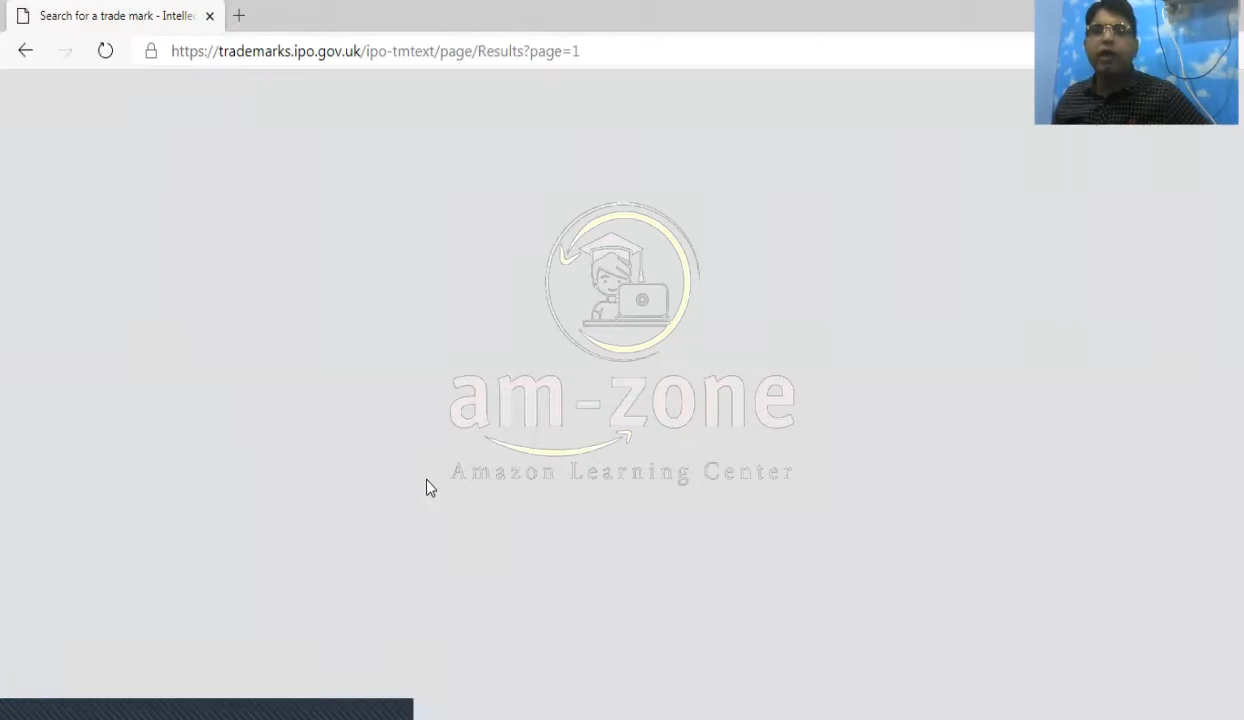 Search for a trade mark - Intellec
https://trademarks.ipo.gov.uk/ipo-tmtext/page/Results?page=1
am-zone
Amazon Learning Center